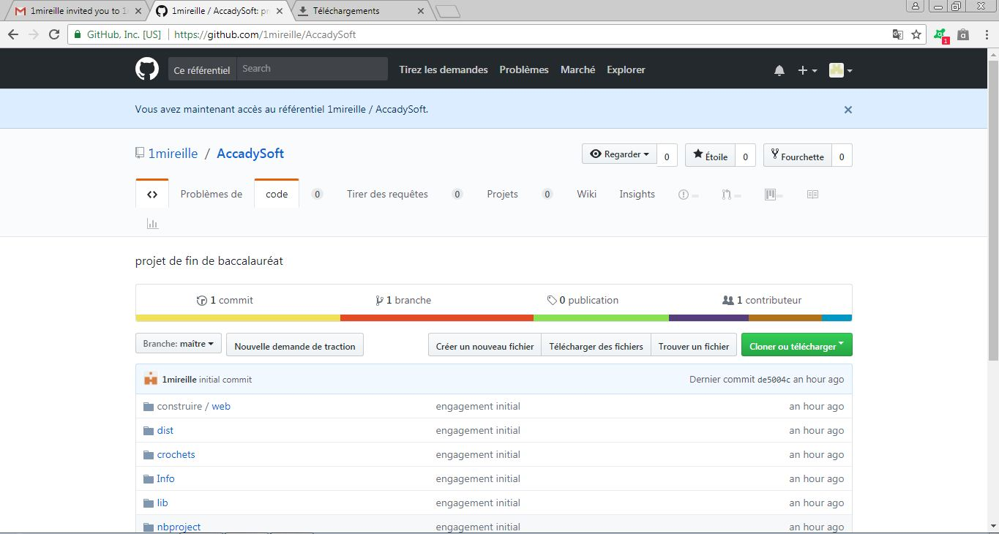 1mireille invited you to 1m
1mireille / AccadySoft: pr
Téléchargements
GitHub, Inc. [US]
https://github.com/1mireille/AccadySoft
1
Ce référentiel
Search
Tirez les demandes
Problèmes
Marché
Explorer
Vous avez maintenant accès au référentiel 1mireille / AccadySoft.
1mireille / AccadySoft
Regarder 0
Étoile 0
Fourchette 0
Problèmes de
code
0
Tirer des requêtes
0
Projets
0
Wiki
Insights
projet de fin de baccalauréat
1 commit
1 branche
0 publication
1 contributeur
Branche: maître
Nouvelle demande de traction
Créer un nouveau fichier
Télécharger des fichiers
Trouver un fichier
Cloner ou télécharger
1mireille initial commit
Dernier commit de5004c an hour ago
construire / web
engagement initial
an hour ago
dist
engagement initial
an hour ago
crochets
engagement initial
an hour ago
Info
engagement initial
an hour ago
lib
engagement initial
an hour ago
nbproject
engagement initial
an hour ago